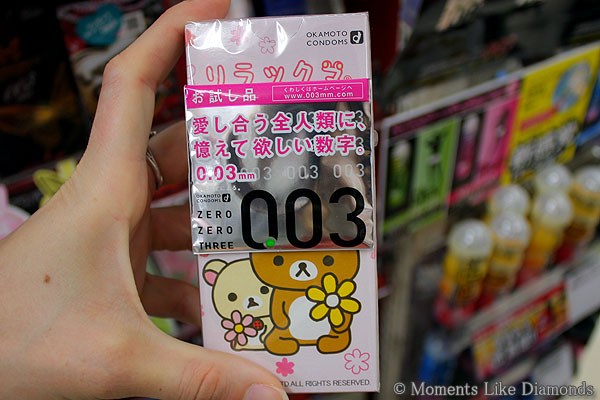 OKAMOTO
CONDOMS
リラックマ
お試し品
くわしくはホームページへ
www.003mm.com
愛し合う全人類に、
憶えて欲しい数字。
0.03mm 003 003 003
OKAMOTO
CONDOMS
ZERO
ZERO
THREE
003
LTD ALL RIGHTS RESERVED.
© Moments Like Diamonds